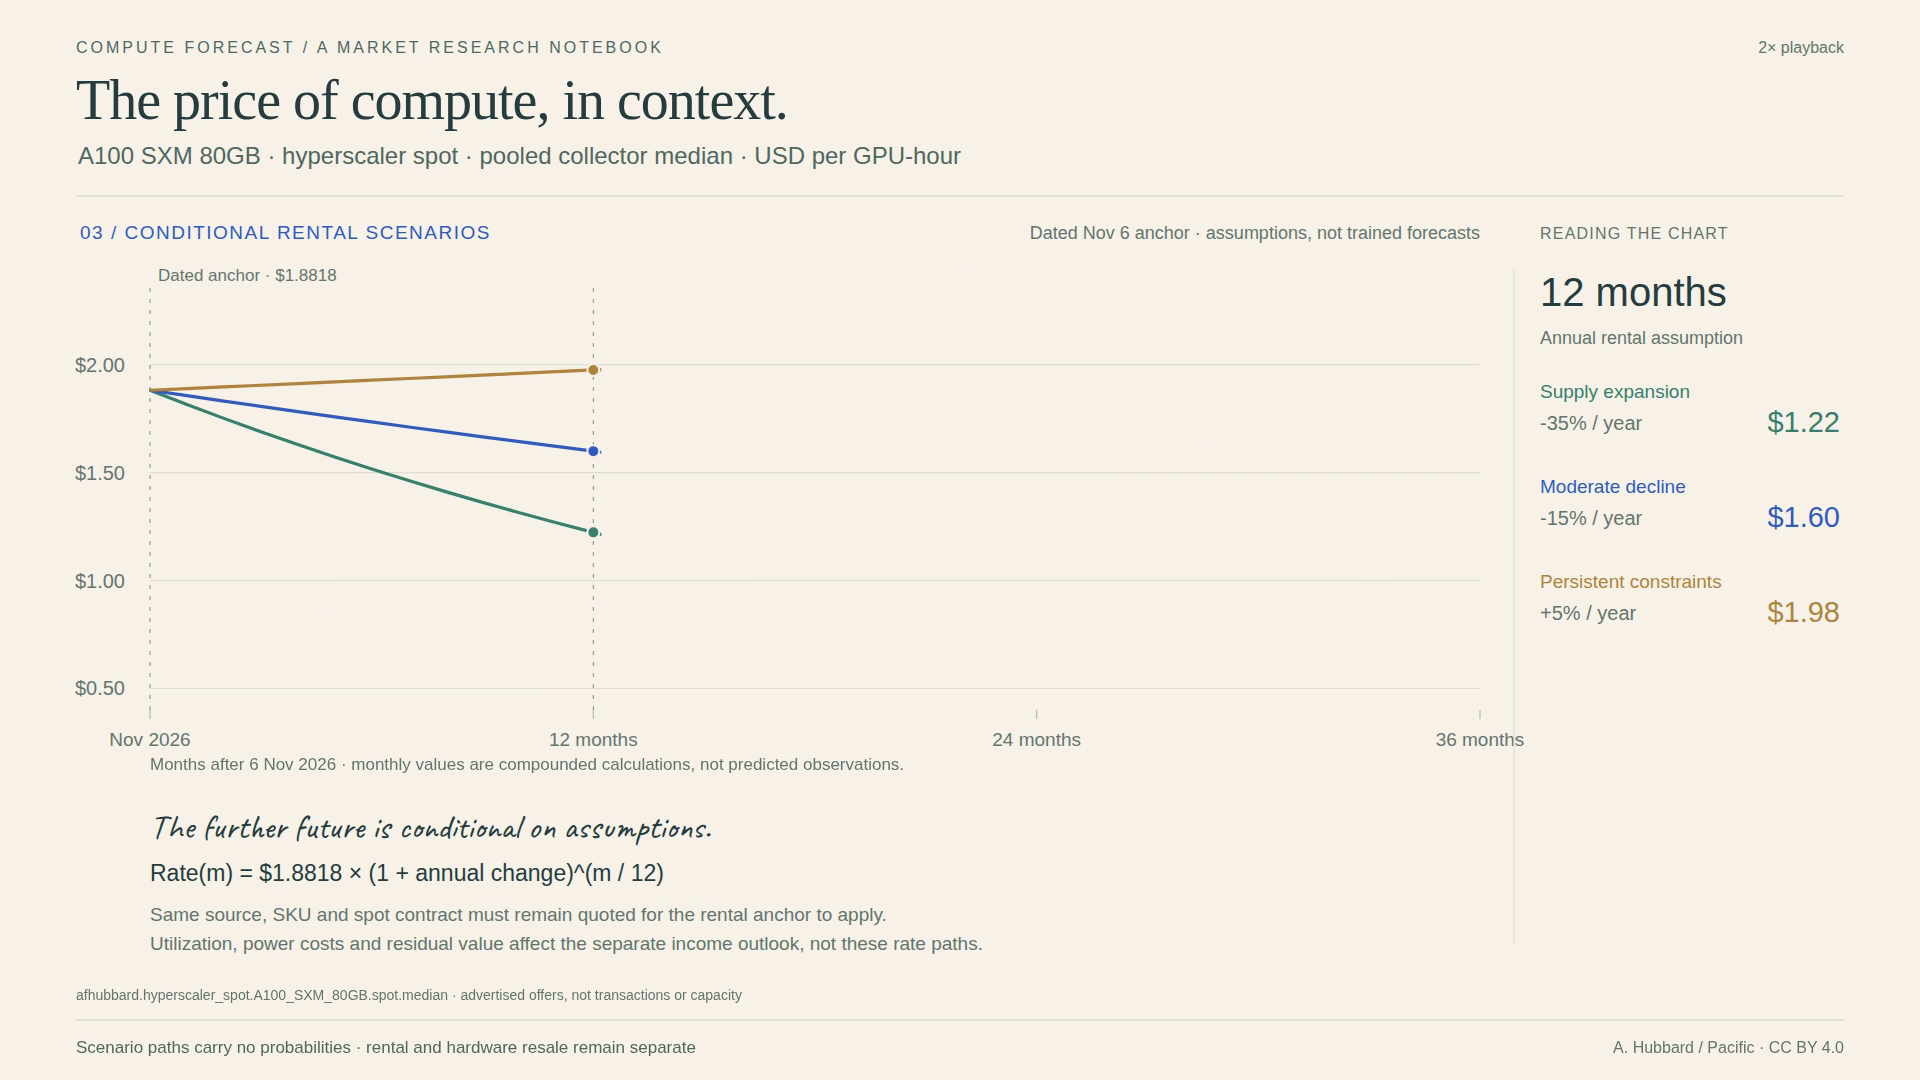 COMPUTE FORECAST / A MARKET RESEARCH NOTEBOOK
2× playback
The price of compute, in context.
A100 SXM 80GB · hyperscaler spot · pooled collector median · USD per GPU-hour
03 / CONDITIONAL RENTAL SCENARIOS
Dated Nov 6 anchor · assumptions, not trained forecasts
Dated anchor · $1.8818
$2.00
$1.50
$1.00
$0.50
Nov 2026
12 months
24 months
36 months
Months after 6 Nov 2026 · monthly values are compounded calculations, not predicted observations.
READING THE CHART
12 months
Annual rental assumption
Supply expansion
-35% / year
$1.22
Moderate decline
-15% / year
$1.60
Persistent constraints
+5% / year
$1.98
The further future is conditional on assumptions.
Rate(m) = $1.8818 × (1 + annual change)^(m / 12)
Same source, SKU and spot contract must remain quoted for the rental anchor to apply.
Utilization, power costs and residual value affect the separate income outlook, not these rate paths.
afhubbard.hyperscaler_spot.A100_SXM_80GB.spot.median · advertised offers, not transactions or capacity
Scenario paths carry no probabilities · rental and hardware resale remain separate
A. Hubbard / Pacific · CC BY 4.0